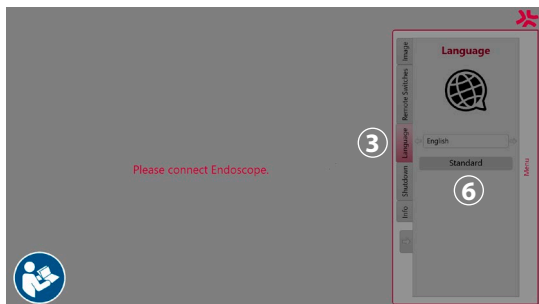 Image
Remote Switches
Language
Shutdown
Info
Language
English
Standard
Menu
3
6
Please connect Endoscope.